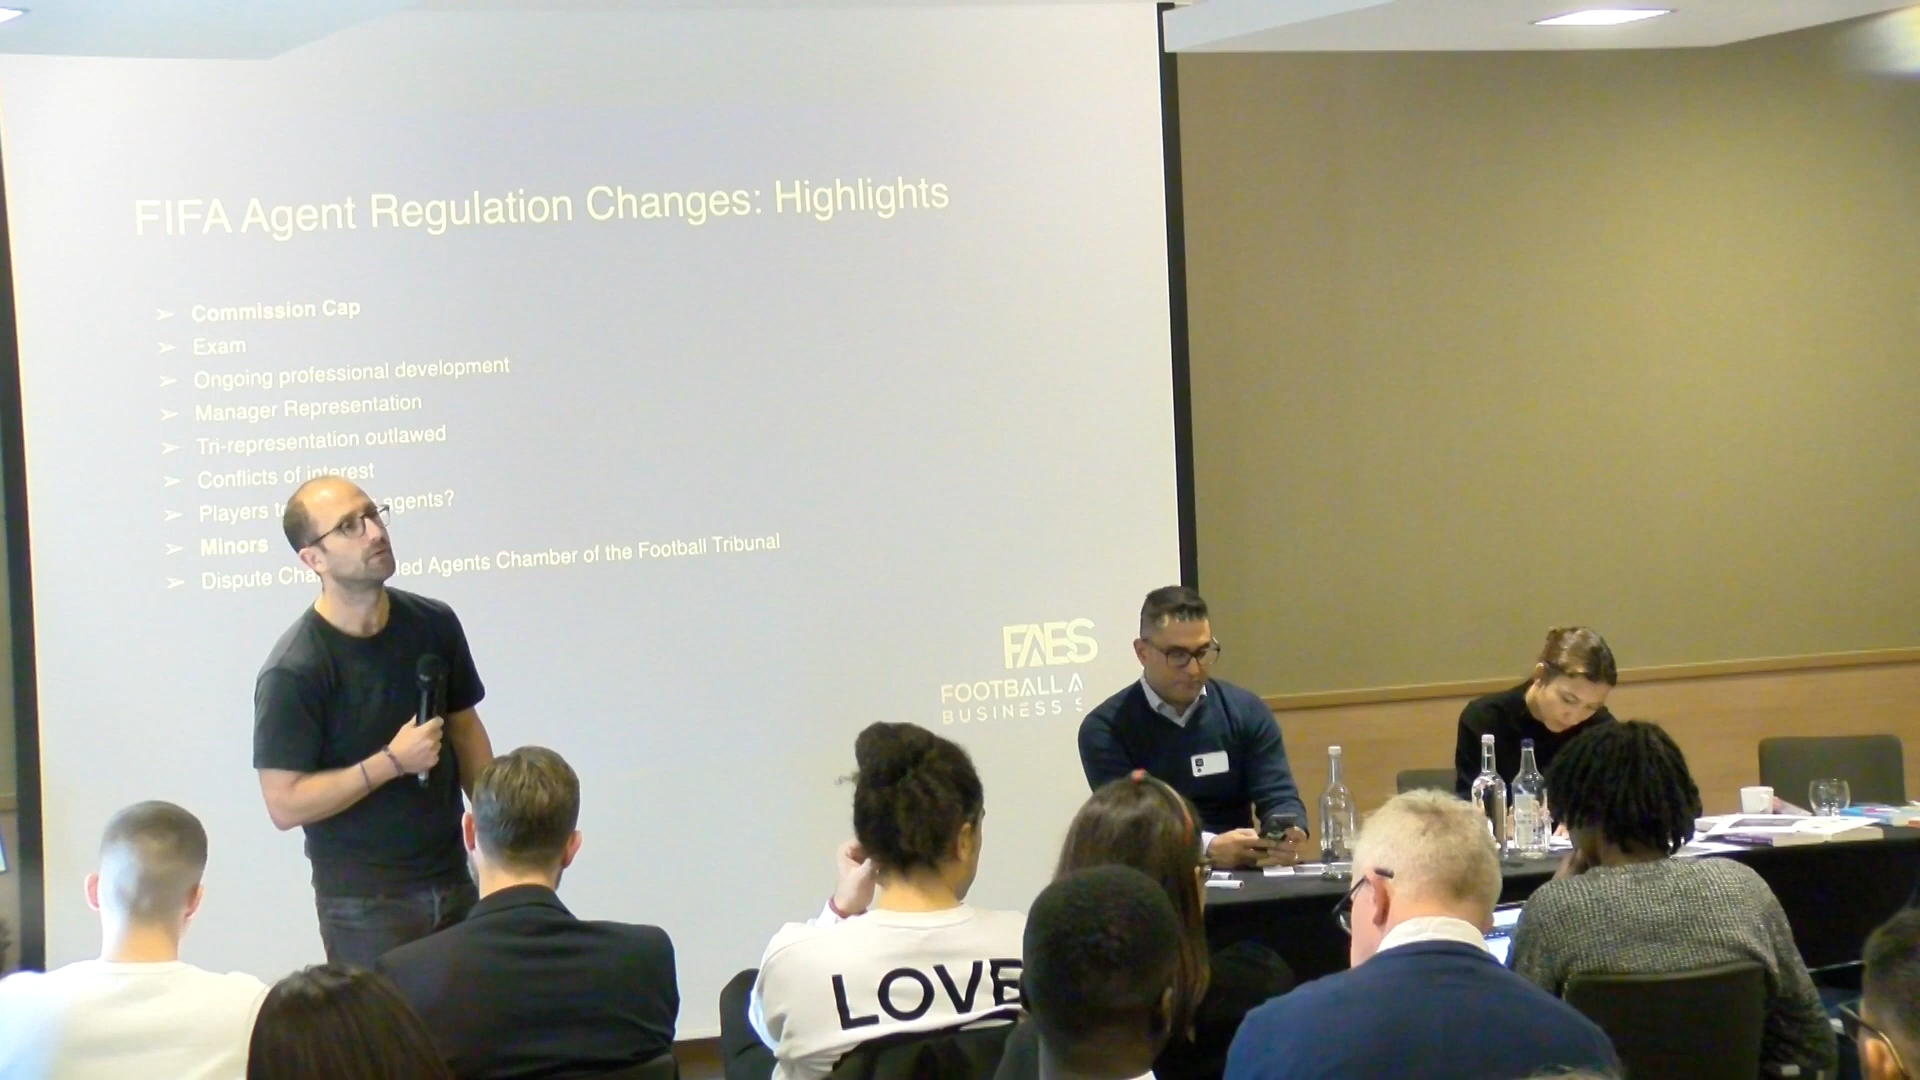 FIFA Agent Regulation Changes: Highlights
➢ Commission Cap
➢ Exam
➢ Ongoing professional development
➢ Manager Representation
➢ Tri-representation outlawed
➢ Conflicts of interest
➢ Players agents?
➢ Minors
➢ Dispute Agents Chamber of the Football Tribunal
FAES
FOOTBALL A
BUSINESS S
LOVE